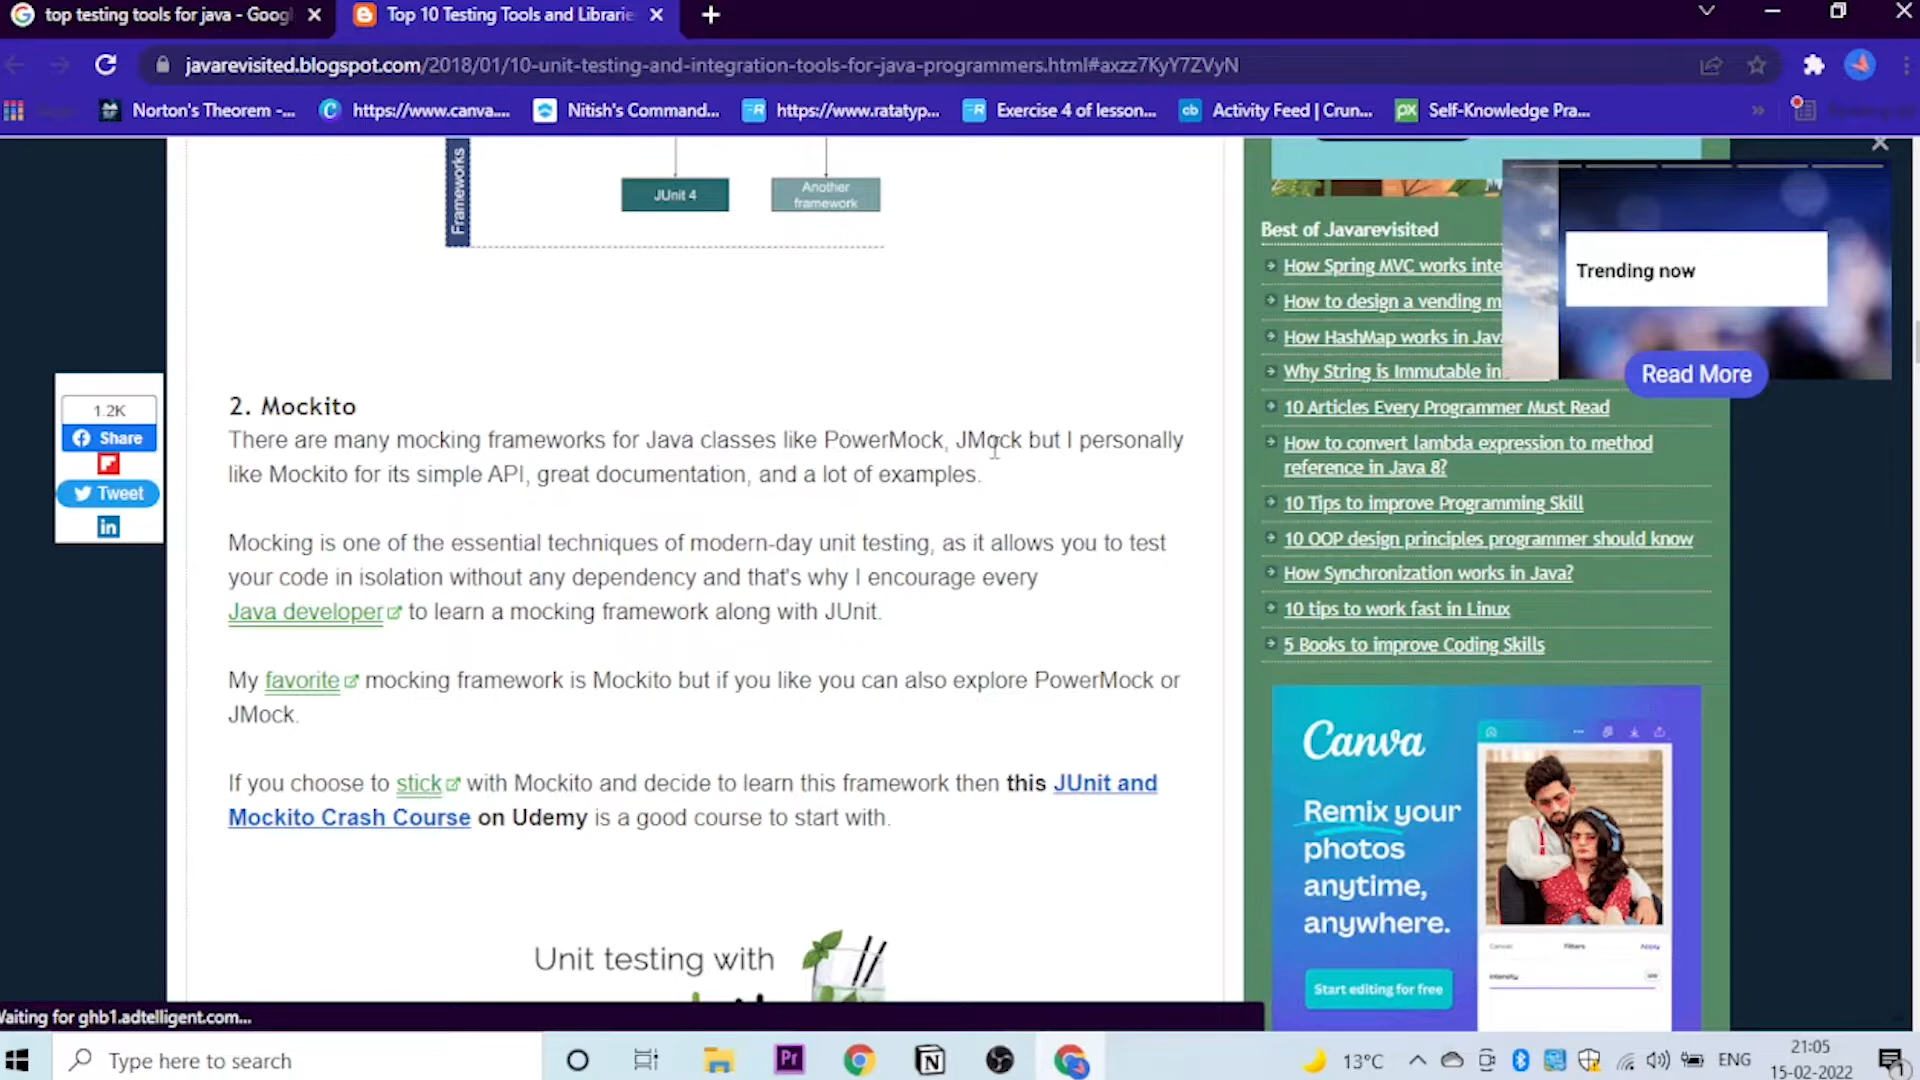 top testing tools for java - Goog
Top 10 Testing Tools and Librarie
javarevisited.blogspot.com/2018/01/10-unit-testing-and-integration-tools-for-java-programmers.html#axzz7KyY7ZVyN
Norton's Theorem -...
https://www.canva....
Nitish's Command...
https://www.ratatyp...
Exercise 4 of lesson...
Activity Feed | Crun...
Self-Knowledge Pra...
Frameworks
JUnit 4
Another
framework
1.2K
Share
Tweet
in
2. Mockito
There are many mocking frameworks for Java classes like PowerMock, JMock but I personally
like Mockito for its simple API, great documentation, and a lot of examples.
Mocking is one of the essential techniques of modern-day unit testing, as it allows you to test
your code in isolation without any dependency and that's why I encourage every
Java developer to learn a mocking framework along with JUnit.
My favorite mocking framework is Mockito but if you like you can also explore PowerMock or
JMock.
If you choose to stick with Mockito and decide to learn this framework then this JUnit and
Mockito Crash Course on Udemy is a good course to start with.
Unit testing with
Best of Javarevisited
How Spring MVC works inte
How to design a vending m
How HashMap works in Jav
Why String is Immutable in
10 Articles Every Programmer Must Read
How to convert lambda expression to method
reference in Java 8?
10 Tips to improve Programming Skill
10 OOP design principles programmer should know
How Synchronization works in Java?
10 tips to work fast in Linux
5 Books to improve Coding Skills
Trending now
Read More
Canva
Remix your
photos
anytime,
anywhere.
Start editing for free
Canvas
Filters
Apply
Intensity
Waiting for ghb1.adtelligent.com...
Type here to search
Pr
13°C
ENG
21:05
15-02-2022
1